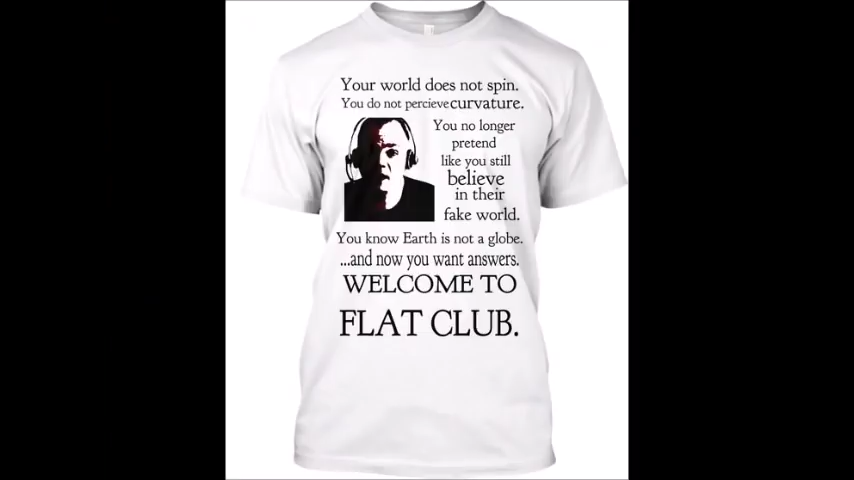 Your world does not spin.
You do not percieve curvature.
You no longer
pretend
like you still
believe
in their
fake world.
You know Earth is not a globe.
...and now you want answers.
WELCOME TO
FLAT CLUB.